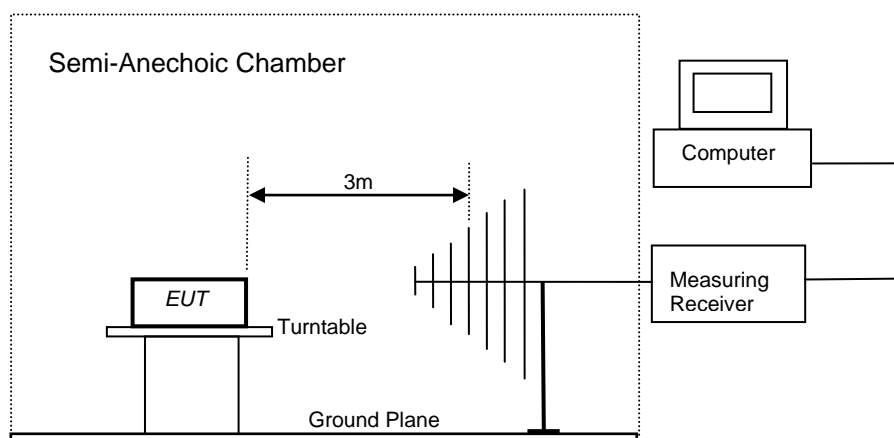 Semi-Anechoic Chamber
Computer
3m
Measuring
Receiver
EUT
Turntable
Ground Plane